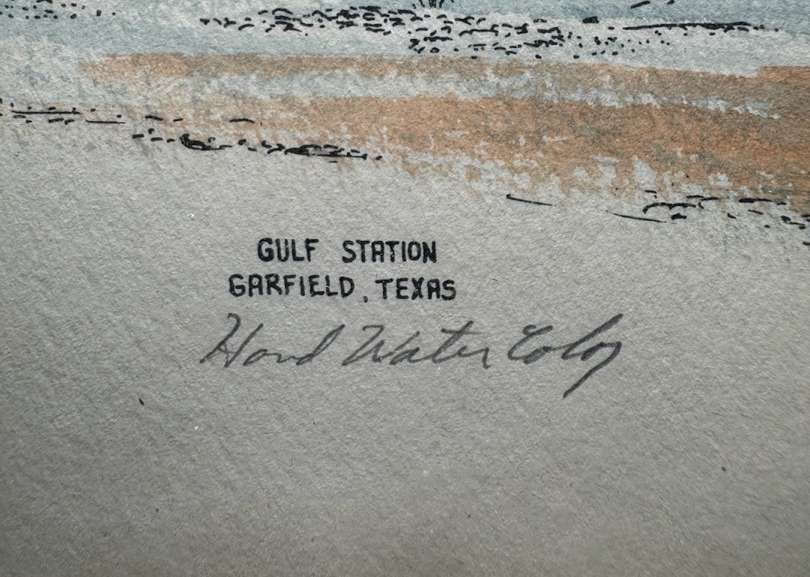 GULF STATION
GARFIELD, TEXAS
Hand Water Color